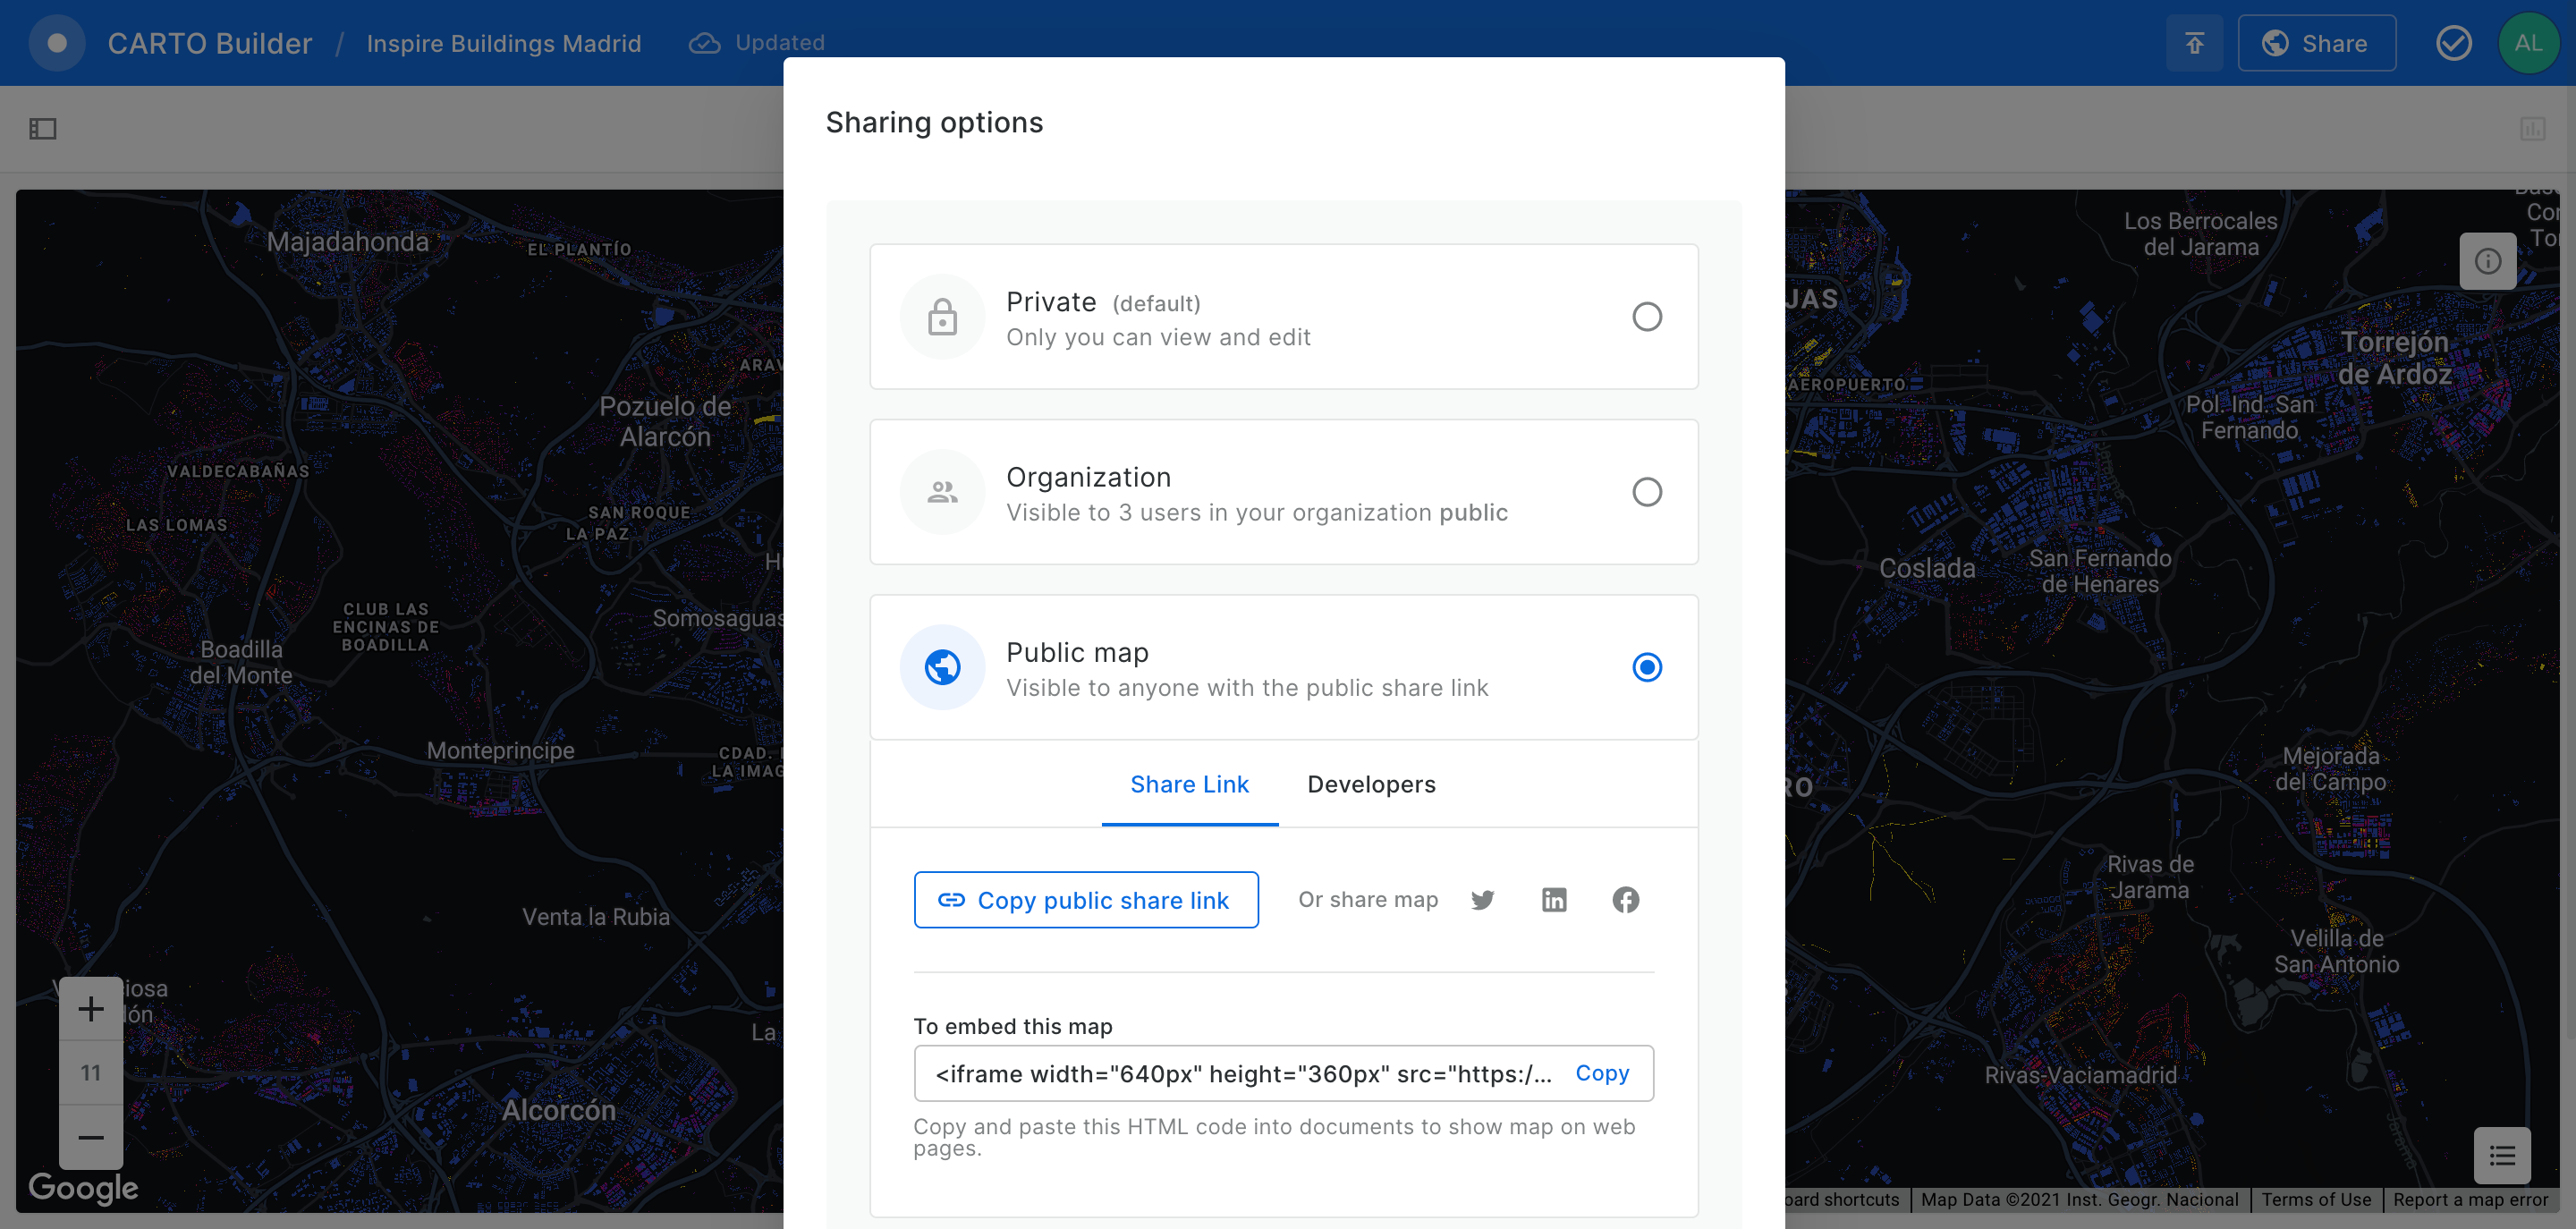 CARTO Builder / Inspire Buildings Madrid Updated
Share
AL
Sharing options
Private (default)
Only you can view and edit
Organization
Visible to 3 users in your organization public
Public map
Visible to anyone with the public share link
Share Link Developers
Copy public share link Or share map
To embed this map
<iframe width="640px" height="360px" src="https:/... Copy
Copy and paste this HTML code into documents to show map on web
pages.
Majadahonda
EL PLANTÍO
Pozuelo de
Alarcón
VALDECABAÑAS
LAS LOMAS
SAN ROQUE
LA PAZ
CLUB LAS
ENCINAS DE
BOADILLA
Somosaguas
Boadilla
del Monte
Monteprincipe
CDAD.
LA IMAG
Venta la Rubia
La
Alcorcón
11
Google
Los Berrocales
del Jarama
JAS
AEROPUERTO
Torrejón
de Ardoz
Pol. Ind. San
Fernando
Coslada
San Fernando
de Henares
Mejorada
del Campo
RO
Rivas de
Jarama
Velilla de
San Antonio
Rivas-Vaciamadrid
Jarama
oard shortcuts Map Data ©2021 Inst. Geogr. Nacional Terms of Use Report a map error